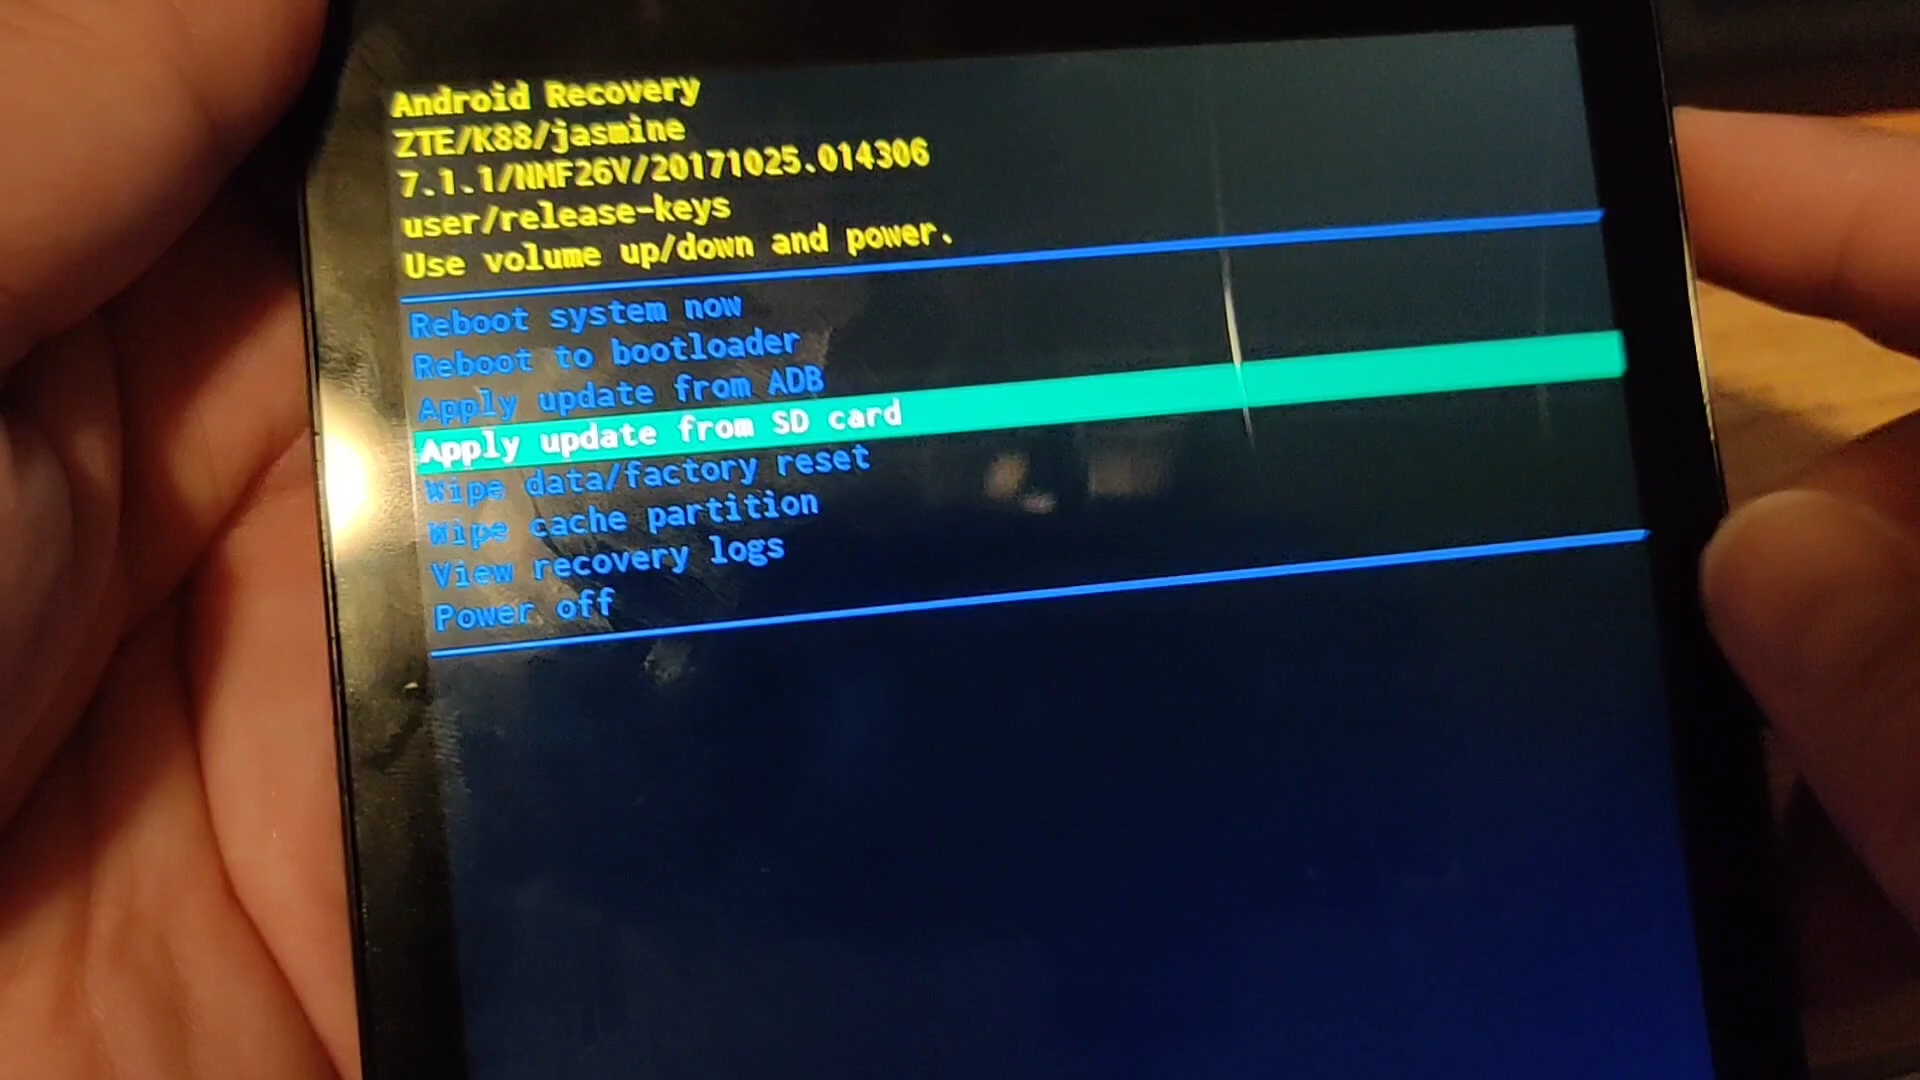 Android Recovery
ZTE/K88/jasmine
7.1.1/NMF26V/20171025.014306
user/release-keys
Use volume up/down and power.
Reboot system now
Reboot to bootloader
Apply update from ADB
Apply update from SD card
Wipe data/factory reset
Wipe cache partition
View recovery logs
Power off